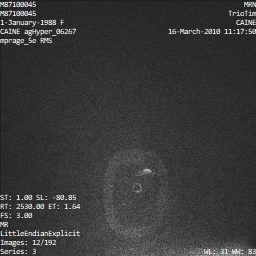 M87100045
MRN
M87100045
TrioTim
1-January-1988 F
CAINE
CAINE agHyper_06267
16-March-2010 11:17:50
mprage_5e RMS
ST: 1.00 SL: -80.85
RT: 2530.00 ET: 1.64
FS: 3.00
MR
LittleEndianExplicit
Images: 12/192
Series: 3
WL: 31 WW: 83